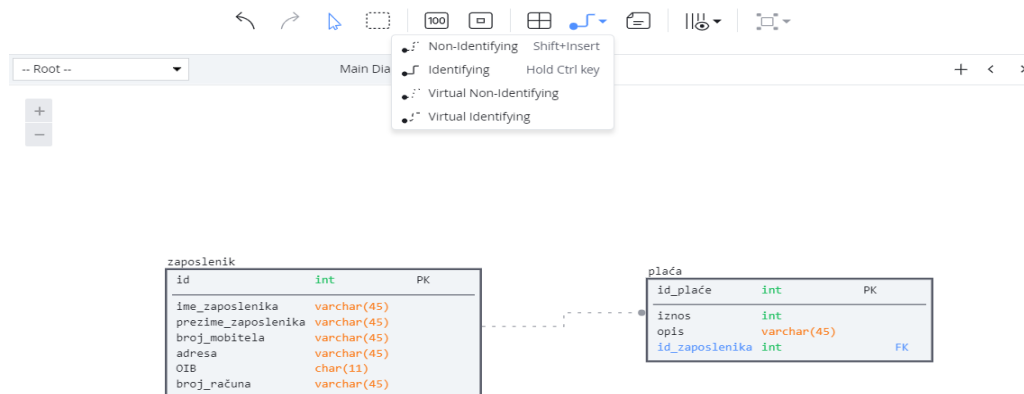 100
Non-Identifying Shift+Insert
Identifying Hold Ctrl key
Virtual Non-Identifying
Virtual Identifying
-- Root --
Main Dia
+
−
zaposlenik
id int PK
ime_zaposlenika varchar(45)
prezime_zaposlenika varchar(45)
broj_mobitela varchar(45)
adresa varchar(45)
OIB char(11)
broj_računa varchar(45)
plaća
id_plaće int PK
iznos int
opis varchar(45)
id_zaposlenika int FK